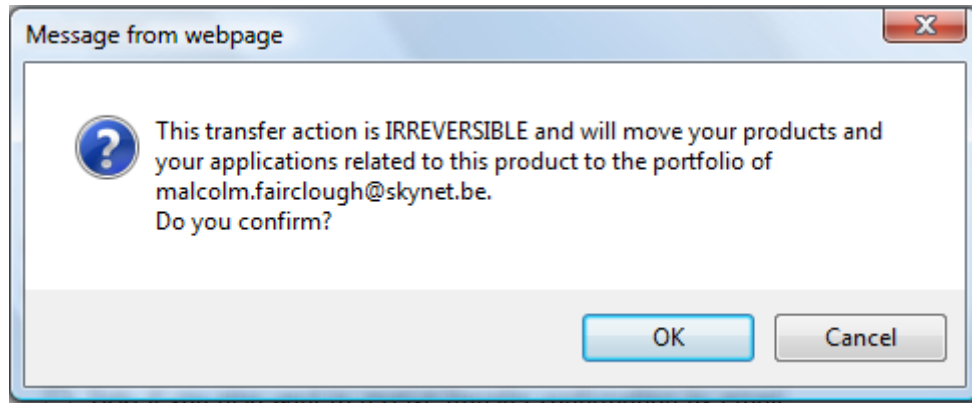 Message from webpage
This transfer action is IRREVERSIBLE and will move your products and
your applications related to this product to the portfolio of
malcolm.fairclough@skynet.be.
Do you confirm?
OK
Cancel